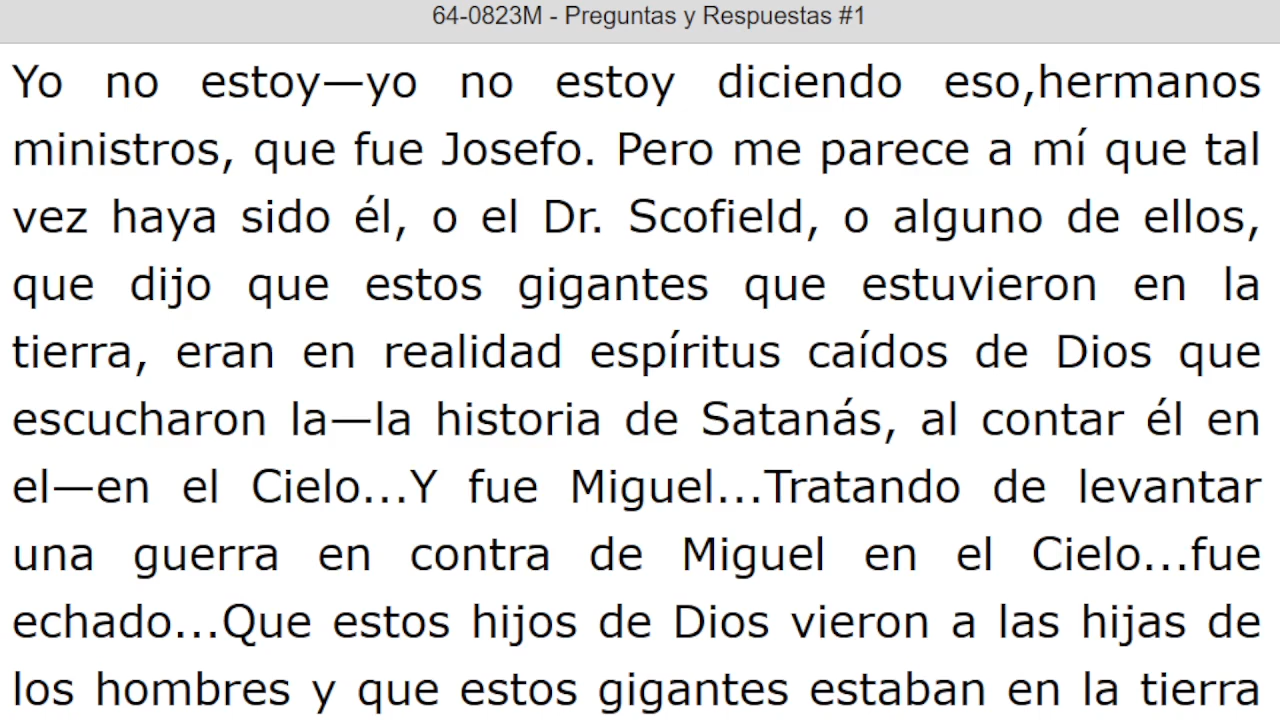 64-0823M - Preguntas y Respuestas #1
Yo no estoy—yo no estoy diciendo eso,hermanos
ministros, que fue Josefo. Pero me parece a mí que tal
vez haya sido él, o el Dr. Scofield, o alguno de ellos,
que dijo que estos gigantes que estuvieron en la
tierra, eran en realidad espíritus caídos de Dios que
escucharon la—la historia de Satanás, al contar él en
el—en el Cielo...Y fue Miguel...Tratando de levantar
una guerra en contra de Miguel en el Cielo...fue
echado...Que estos hijos de Dios vieron a las hijas de
los hombres y que estos gigantes estaban en la tierra